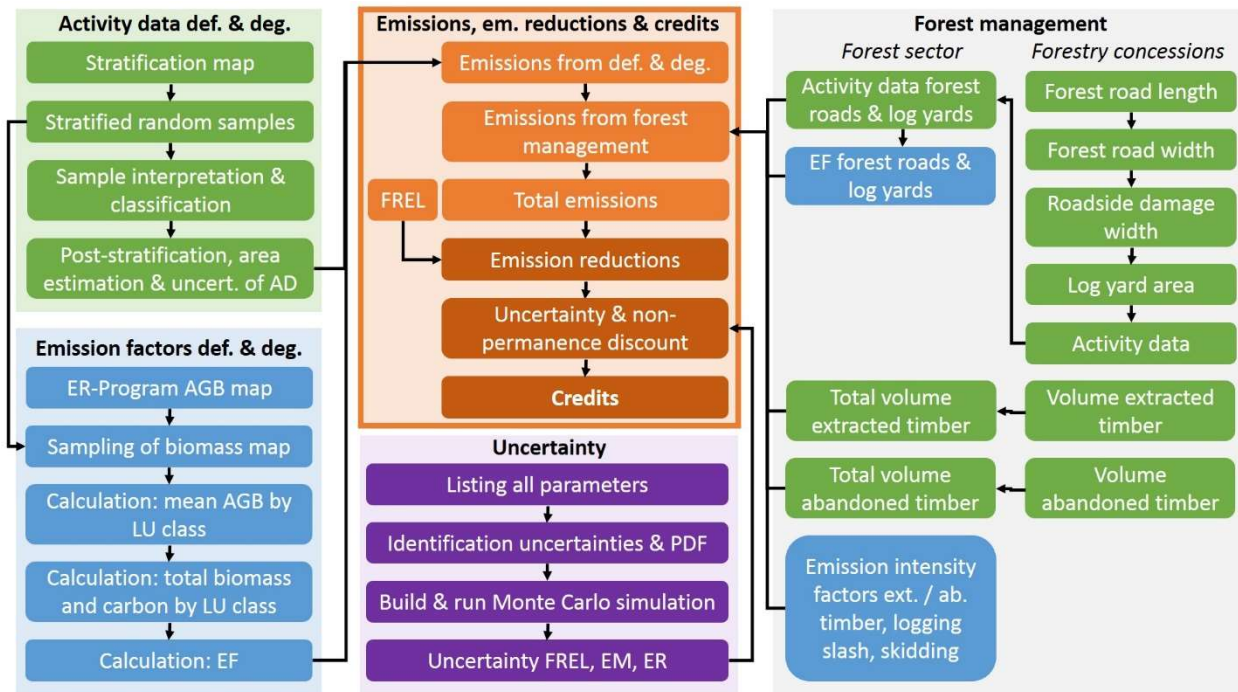 Activity data def. & deg.
Stratification map
Stratified random samples
Sample interpretation &
classification
Post-stratification, area
estimation & uncert. of AD
Emission factors def. & deg.
ER-Program AGB map
Sampling of biomass map
Calculation: mean AGB by
LU class
Calculation: total biomass
and carbon by LU class
Calculation: EF
Emissions, em. reductions & credits
Emissions from def. & deg.
Emissions from forest
management
FREL
Total emissions
Emission reductions
Uncertainty & non-
permanence discount
Credits
Uncertainty
Listing all parameters
Identification uncertainties & PDF
Build & run Monte Carlo simulation
Uncertainty FREL, EM, ER
Forest management
Forest sector
Activity data forest
roads & log yards
EF forest roads &
log yards
Total volume
extracted timber
Total volume
abandoned timber
Emission intensity
factors ext. / ab.
timber, logging
slash, skidding
Forestry concessions
Forest road length
Forest road width
Roadside damage
width
Log yard area
Activity data
Volume extracted
timber
Volume
abandoned timber